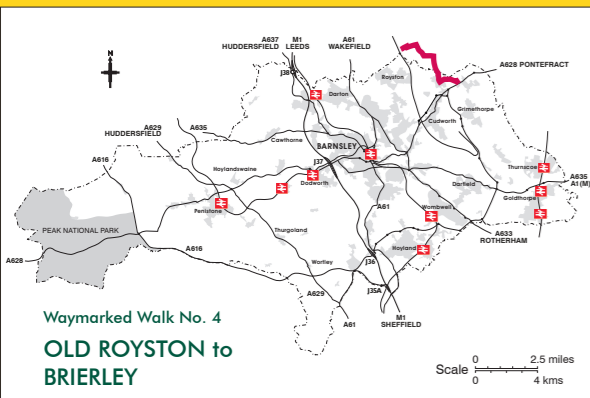 A637
HUDDERSFIELD
M1
LEEDS
A61
WAKEFIELD
N
A628 PONTEFRACT
J38
Royston
Darton
Grimethorpe
Cudworth
A629
HUDDERSFIELD
A635
Cawthorne
BARNSLEY
A616
J37
Hoylandswaine
Dodworth
Thurnscoe
A635
A1(M)
Darfield
Goldthorpe
Penistone
A61
Wombwell
PEAK NATIONAL PARK
A633
ROTHERHAM
Thurgoland
Hoyland
A628
A616
Wortley
J36
A629
J35A
A61
M1
SHEFFIELD
Waymarked Walk No. 4
OLD ROYSTON to
BRIERLEY
Scale
0 2.5 miles
0 4 kms